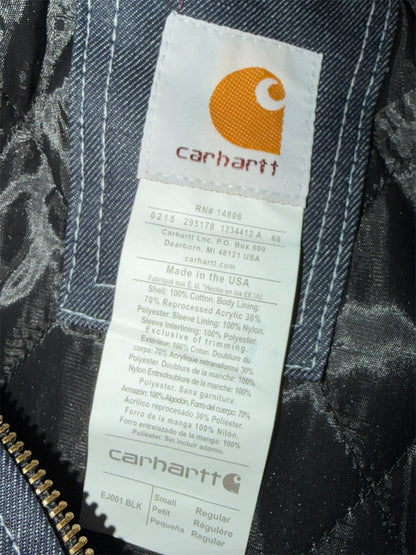 carhartt
RN# 14806
0215 295178 1234412 A 60
Carhartt Lnc. P.O. Box 600
Dearborn, MI 48121 USA
carhartt.com
Made in the USA
Fabriqué aux É. U. "Hecho en los EE UU.
Shell: 100% Cotton. Body Lining:
70% Reprocessed Acrylic 30%
Polyester: Sleeve Lining: 100% Nylon.
Sleeve Interlining: 100% Polyester.
Exclusive of trimming.
Extérieur: 100% Coton. Doublure du
corps: 70% Acrylique retransformé 30%
Polyester. Doublure de la manche: 100%
Nylon Entredoublure de la manche: 100%
Polyester. Sans garniture.
Armazón: 100% Algodón. Forro del cuerpo. 70%
Acrílico reprocesado 30% Poliester.
Forro de la manga: 100% Nylon.
Forro entretelado de la manga: 100%
Poliéster. Sin incluir adorno.
carhartt
EJ001 BLK
Small Regular
Petit Régulière
Pequeña Regular